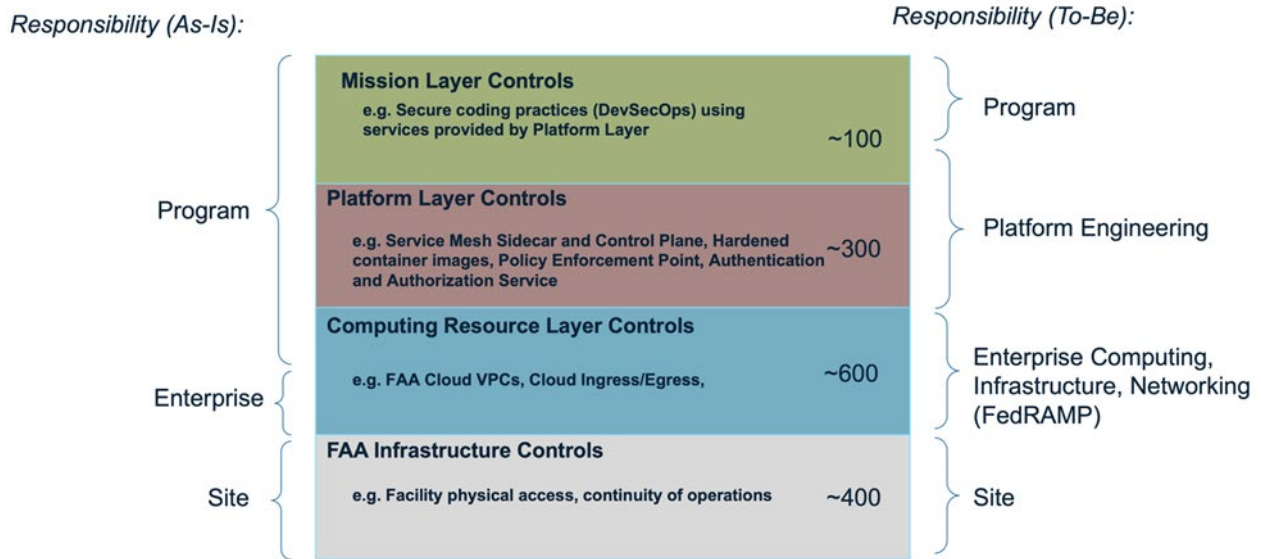 Responsibility (As-Is):
Responsibility (To-Be):
Mission Layer Controls
e.g. Secure coding practices (DevSecOps) using
services provided by Platform Layer
~100
Program
Platform Layer Controls
e.g. Service Mesh Sidecar and Control Plane, Hardened
container images, Policy Enforcement Point, Authentication
and Authorization Service
~300
Program
Platform Engineering
Computing Resource Layer Controls
e.g. FAA Cloud VPCs, Cloud Ingress/Egress,
~600
Enterprise
Enterprise Computing,
Infrastructure, Networking
(FedRAMP)
FAA Infrastructure Controls
e.g. Facility physical access, continuity of operations
~400
Site
Site